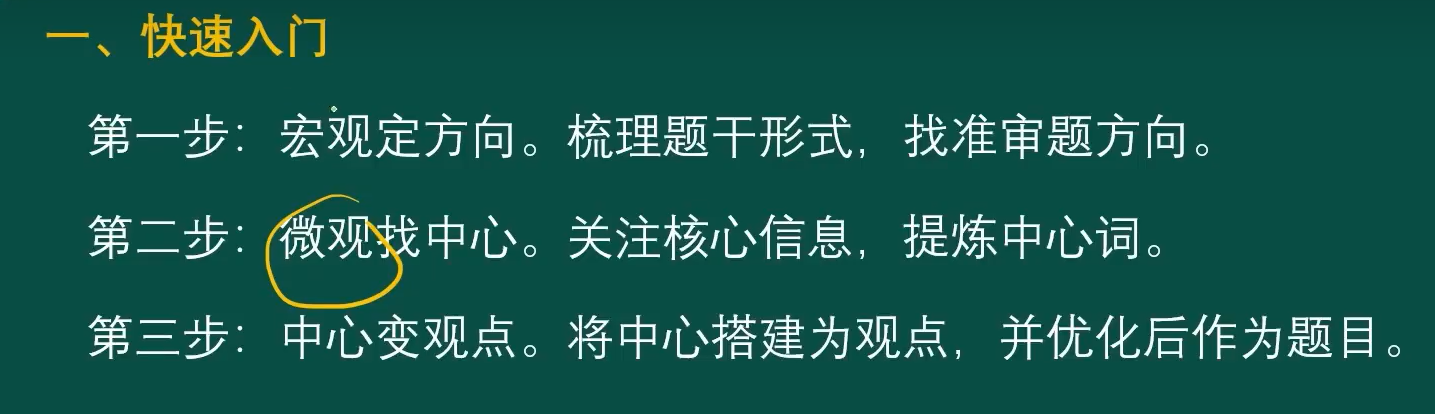 一、快速入门
第一步：宏观定方向。梳理题干形式，找准审题方向。
第二步：微观找中心。关注核心信息，提炼中心词。
第三步：中心变观点。将中心搭建为观点，并优化后作为题目。